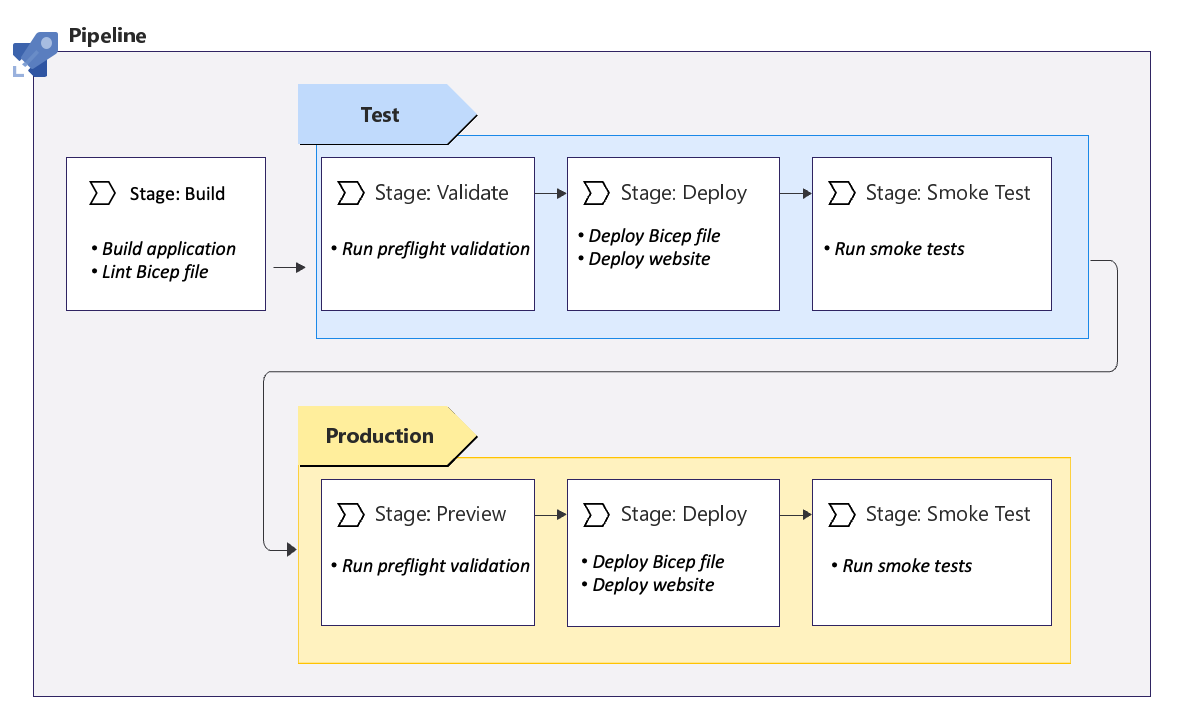 Pipeline
Test
Stage: Build
• Build application
• Lint Bicep file
Stage: Validate
• Run preflight validation
Stage: Deploy
• Deploy Bicep file
• Deploy website
Stage: Smoke Test
• Run smoke tests
Production
Stage: Preview
• Run preflight validation
Stage: Deploy
• Deploy Bicep file
• Deploy website
Stage: Smoke Test
• Run smoke tests